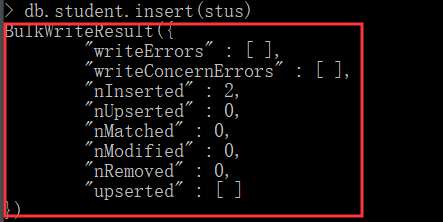 > db.student.insert(stus)
BulkWriteResult({
"writeErrors" : [ ],
"writeConcernErrors" : [ ],
"nInserted" : 2,
"nUpserted" : 0,
"nMatched" : 0,
"nModified" : 0,
"nRemoved" : 0,
"upserted" : [ ]
})